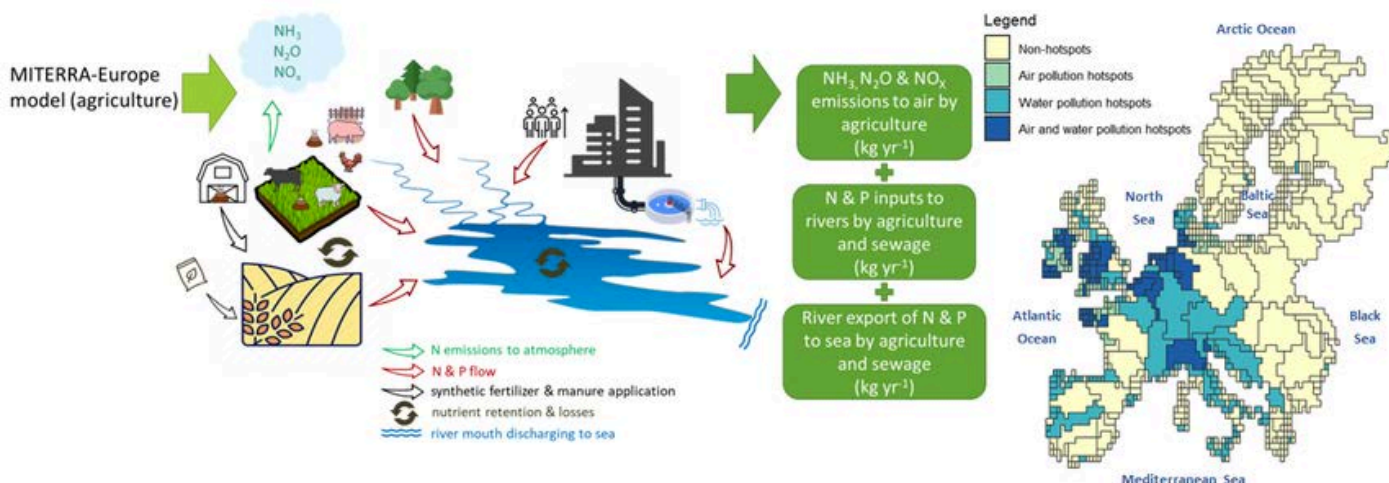 MITERRA-Europe
model (agriculture)
NH₃
N₂O
NOₓ
N emissions to atmosphere
N & P flow
synthetic fertilizer & manure application
nutrient retention & losses
river mouth discharging to sea
NH₃, N₂O & NOₓ
emissions to air by
agriculture
(kg yr⁻¹)
+
N & P inputs to
rivers by agriculture
and sewage
(kg yr⁻¹)
+
River export of N & P
to sea by agriculture
and sewage
(kg yr⁻¹)
Legend
Non-hotspots
Air pollution hotspots
Water pollution hotspots
Air and water pollution hotspots
Arctic Ocean
North
Sea
Baltic
Sea
Atlantic
Ocean
Black
Sea
Mediterranean Sea